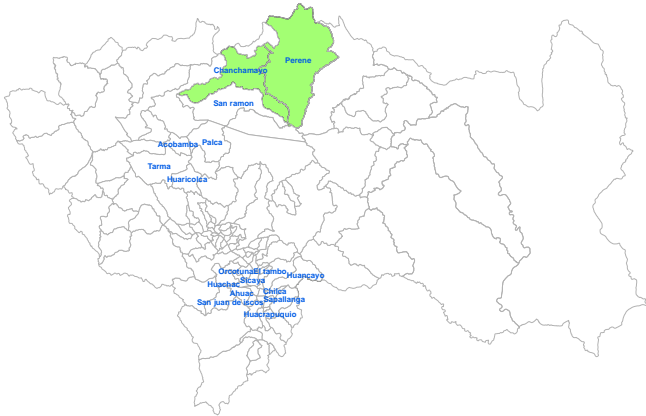 Perene
Chanchamayo
San ramon
Acobamba
Palca
Tarma
Huaricolca
Orcotuna
El tambo
Huancayo
Sicaya
Huachac
Ahuac
Chilca
San juan de iscos
Sapallanga
Huacrapuquio